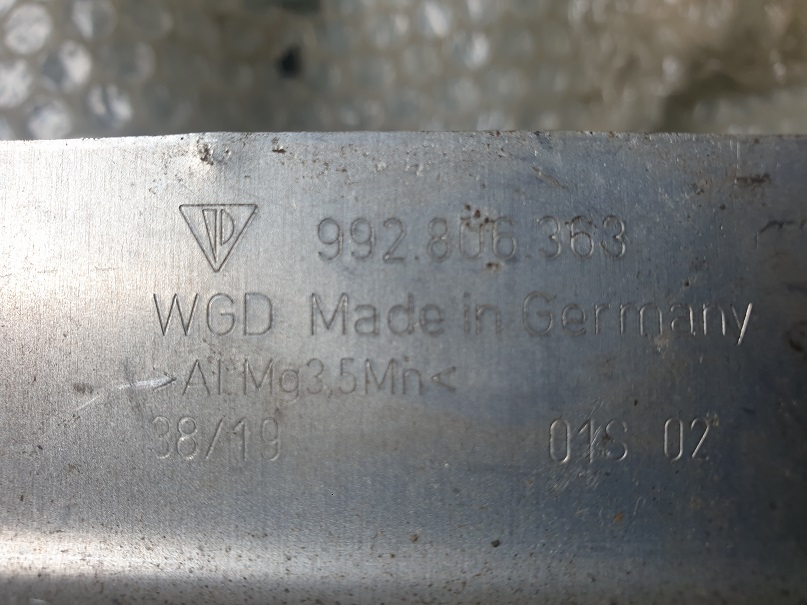 992.806.363
WGD Made in Germany
>AlMg3,5Mn<
38/19 01S 02